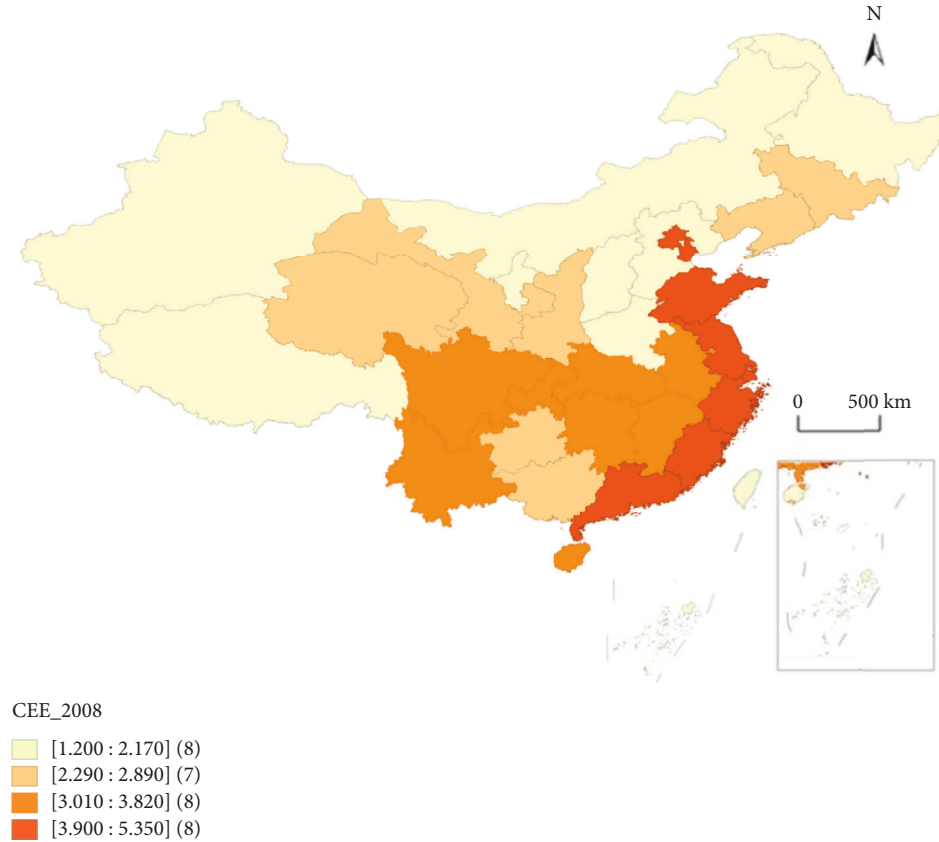 N
0 500 km
CEE_2008
[1.200 : 2.170] (8)
[2.290 : 2.890] (7)
[3.010 : 3.820] (8)
[3.900 : 5.350] (8)